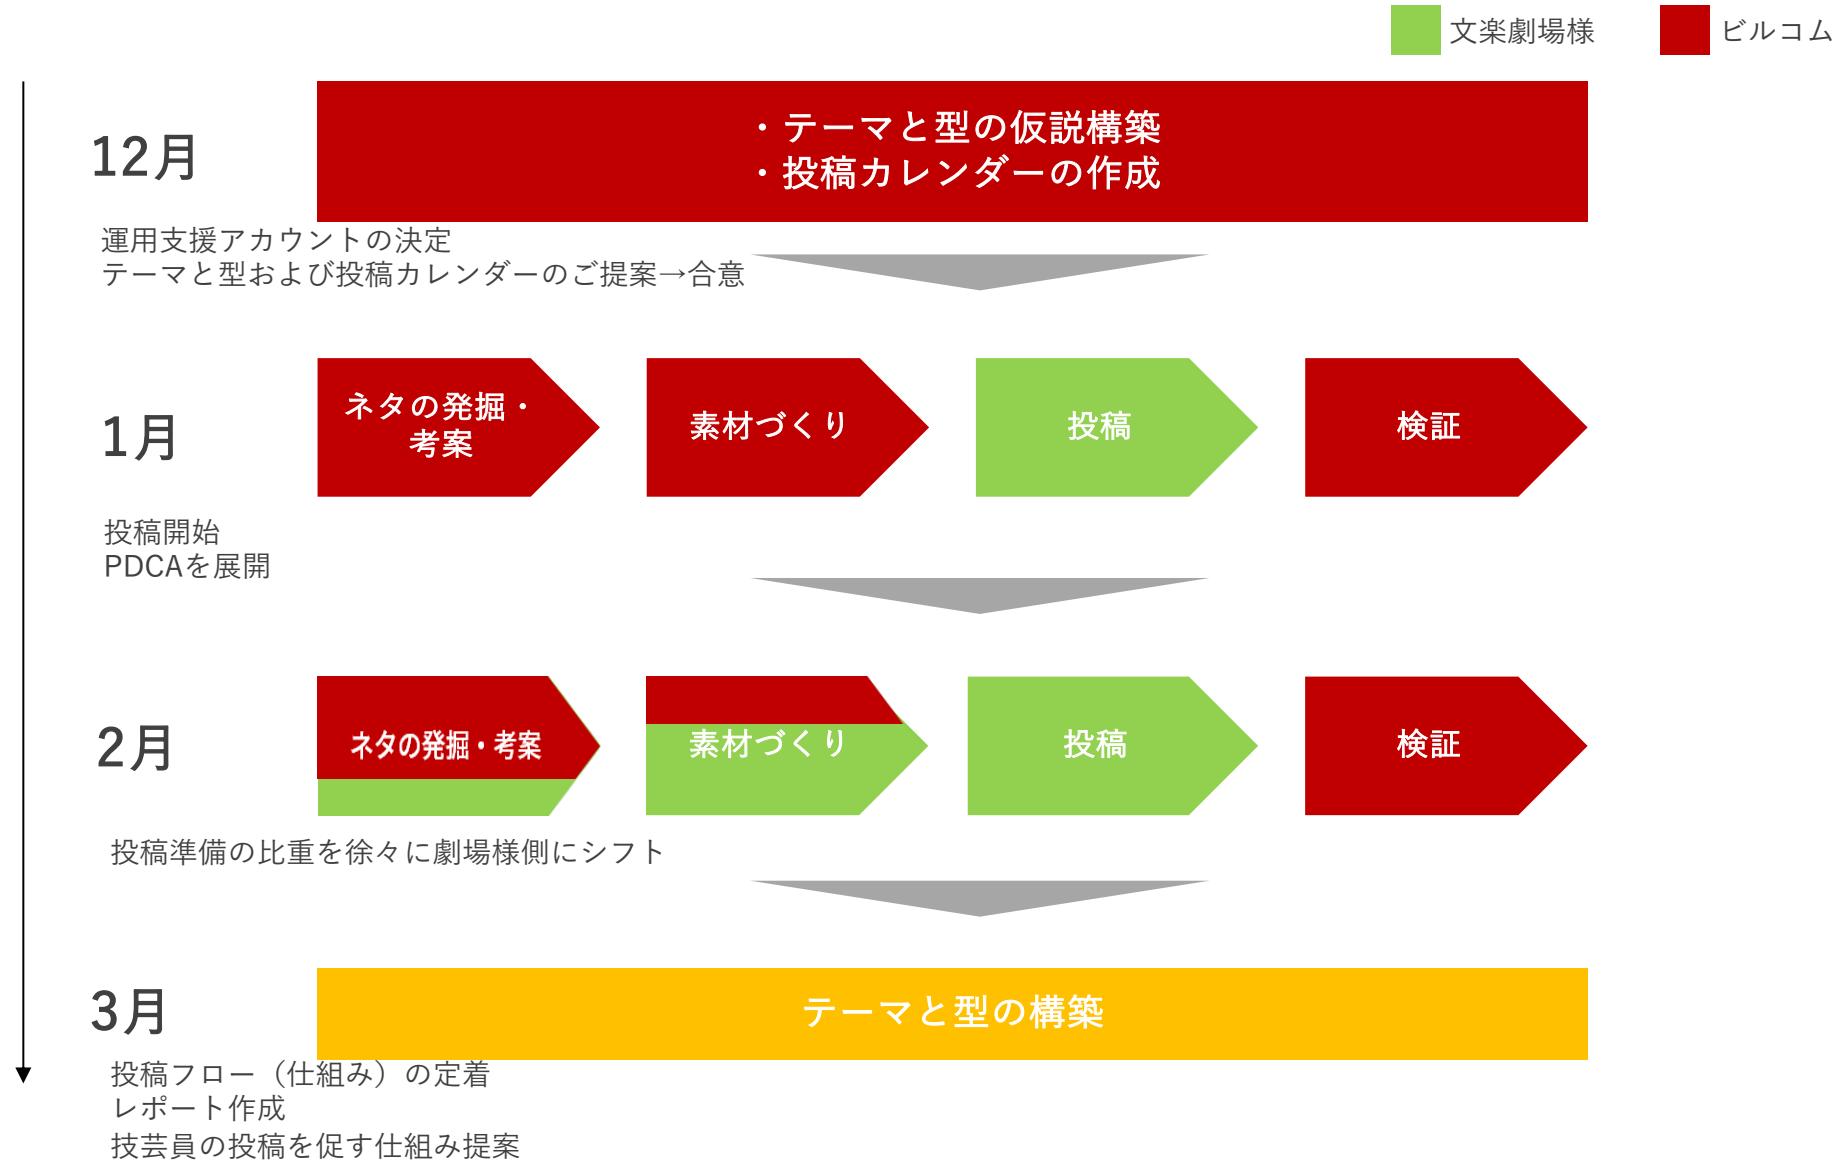 文楽劇場様
ビルコム
12月
・テーマと型の仮説構築
・投稿カレンダーの作成
運用支援アカウントの決定
テーマと型および投稿カレンダーのご提案→合意
1月
ネタの発掘・
考案
素材づくり
投稿
検証
投稿開始
PDCAを展開
2月
ネタの発掘・考案
素材づくり
投稿
検証
投稿準備の比重を徐々に劇場様側にシフト
3月
テーマと型の構築
投稿フロー（仕組み）の定着
レポート作成
技芸員の投稿を促す仕組み提案